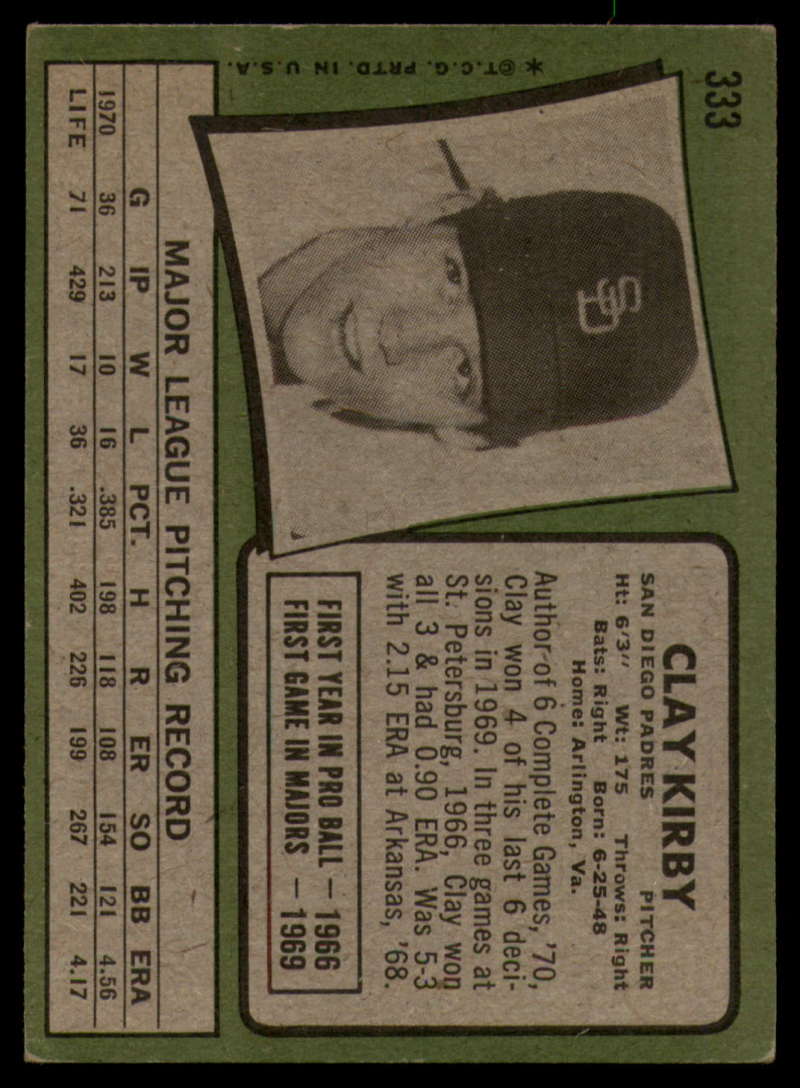 333
* © T.C.G. PRTD. IN U.S.A.
SD
CLAY KIRBY
SAN DIEGO PADRES PITCHER
Ht: 6'3" Wt: 175 Throws: Right
Bats: Right Born: 6-25-48
Home: Arlington, Va.
Author of 6 Complete Games, '70,
Clay won 4 of his last 6 deci-
sions in 1969. In three games at
St. Petersburg, 1966, Clay won
all 3 & had 0.90 ERA. Was 5-3
with 2.15 ERA at Arkansas, '68.
FIRST YEAR IN PRO BALL — 1966
FIRST GAME IN MAJORS — 1969
MAJOR LEAGUE PITCHING RECORD
G IP W L PCT. H R ER SO BB ERA
1970 36 213 10 16 .385 198 118 108 154 121 4.56
LIFE 71 429 17 36 .321 402 226 199 267 221 4.17